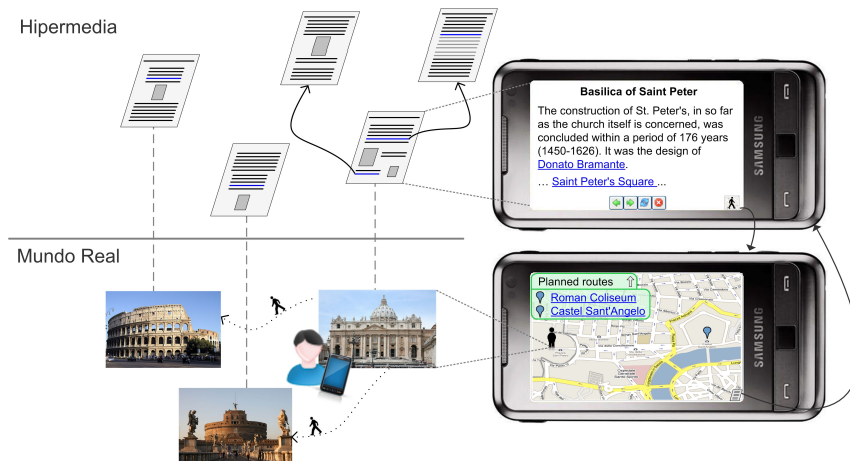 Hipermedia
Basilica of Saint Peter
The construction of St. Peter's, in so far
as the church itself is concerned, was
concluded within a period of 176 years
(1450-1626). It was the design of
Donato Bramante.
... Saint Peter's Square ...
SAMSUNG
Mundo Real
Planned routes
Roman Coliseum
Castel Sant'Angelo
SAMSUNG